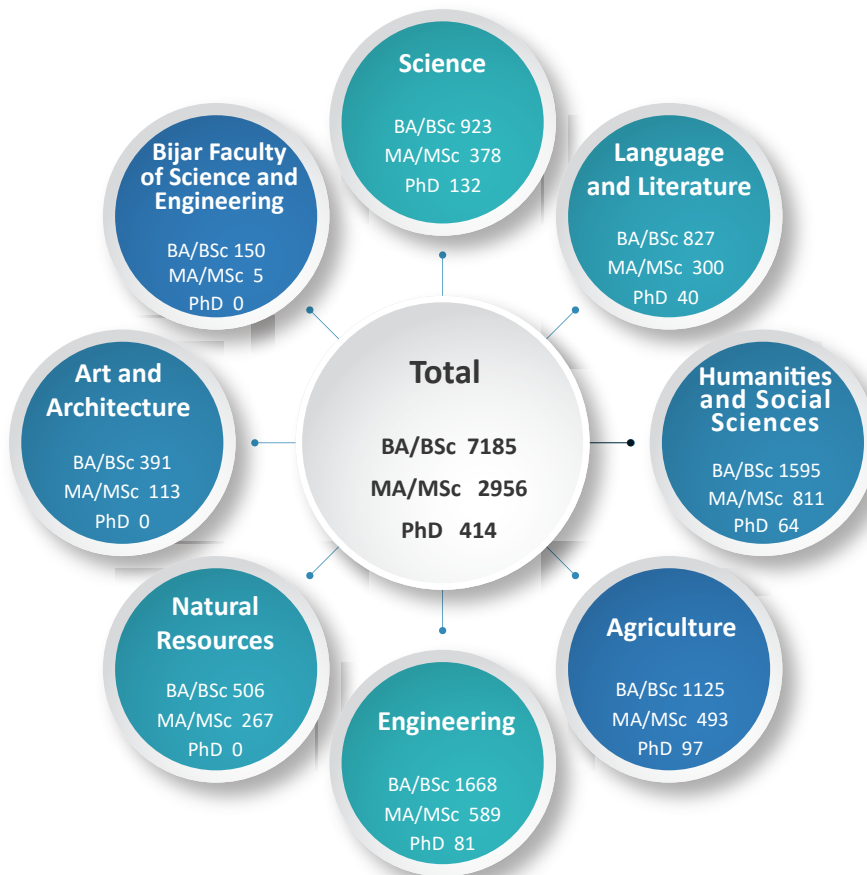 Science
BA/BSc 923
MA/MSc 378
PhD 132
Language
and Literature
BA/BSc 827
MA/MSc 300
PhD 40
Humanities
and Social
Sciences
BA/BSc 1595
MA/MSc 811
PhD 64
Agriculture
BA/BSc 1125
MA/MSc 493
PhD 97
Engineering
BA/BSc 1668
MA/MSc 589
PhD 81
Natural
Resources
BA/BSc 506
MA/MSc 267
PhD 0
Art and
Architecture
BA/BSc 391
MA/MSc 113
PhD 0
Bijar Faculty
of Science and
Engineering
BA/BSc 150
MA/MSc 5
PhD 0
Total
BA/BSc 7185
MA/MSc 2956
PhD 414